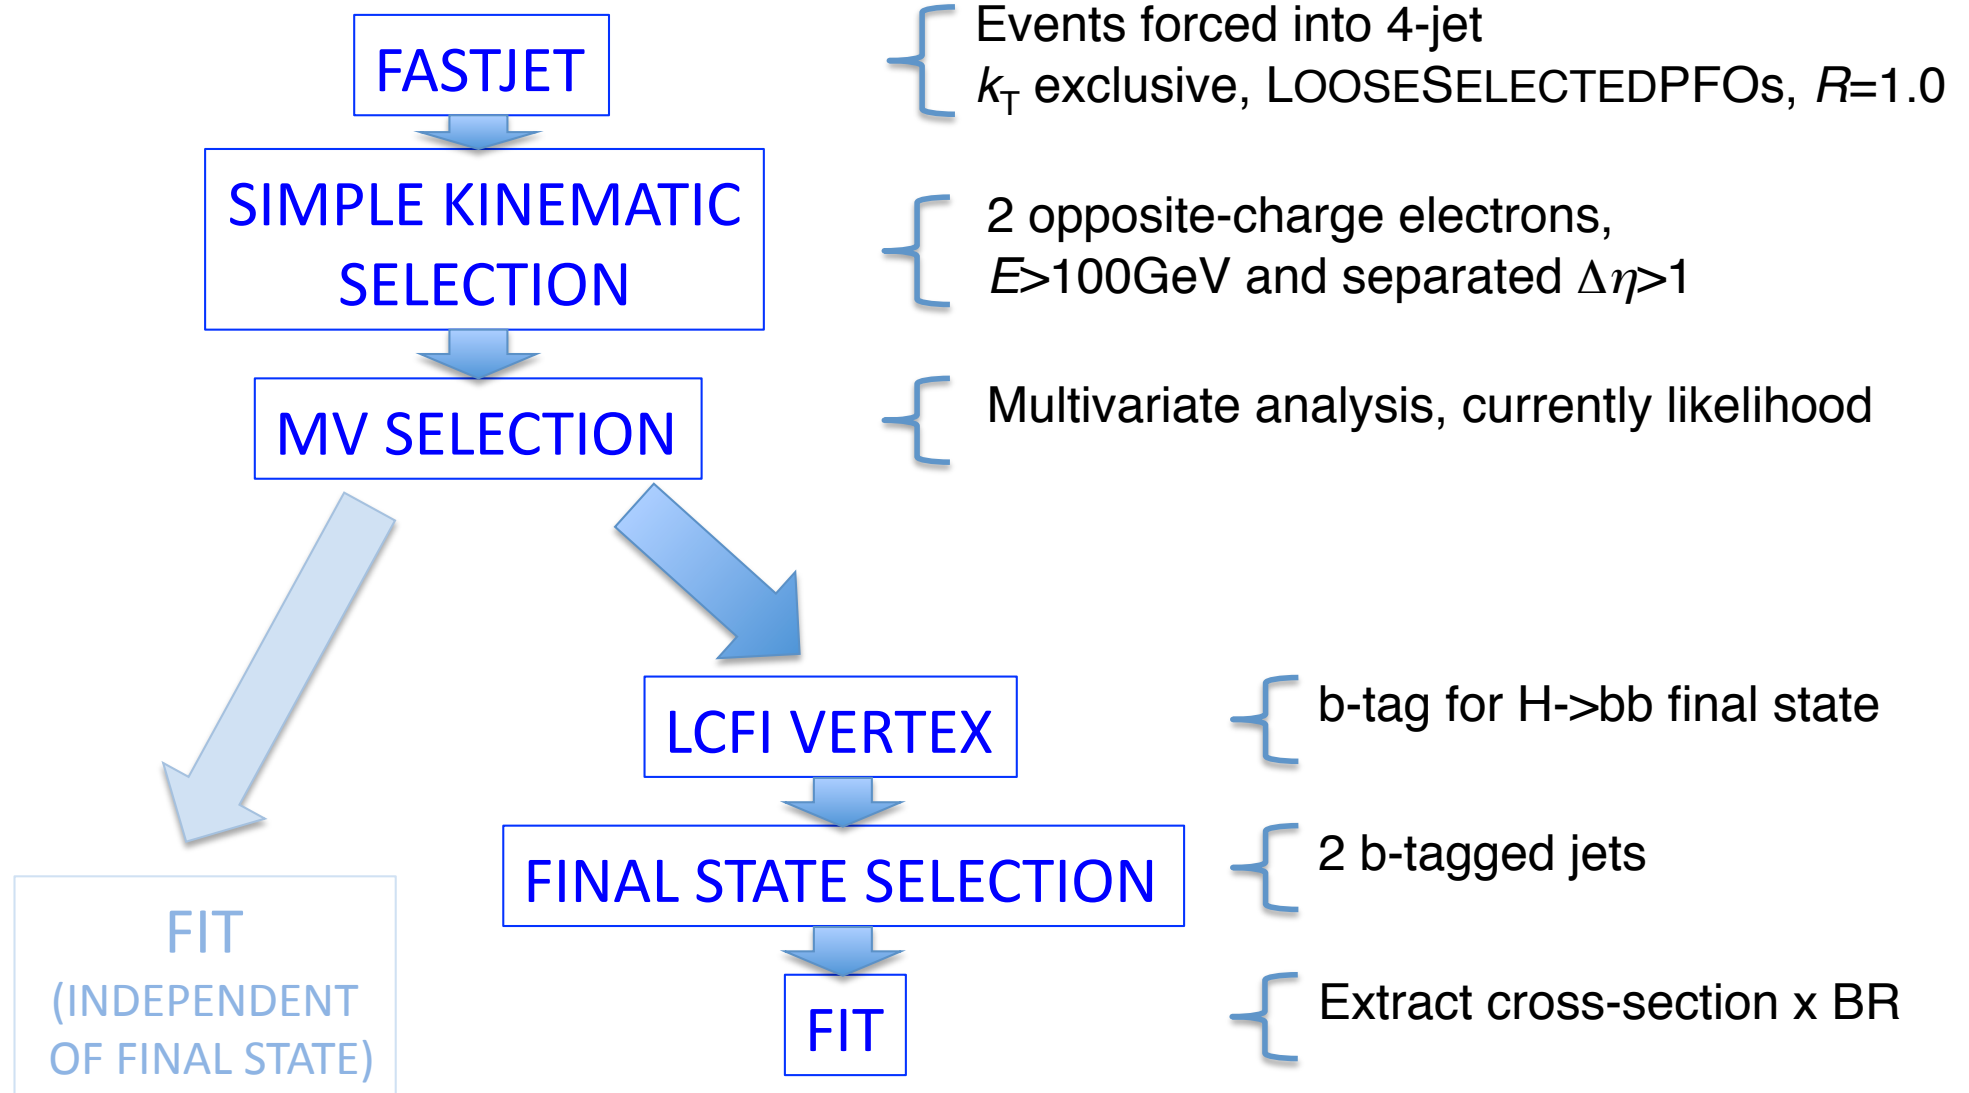 FASTJET
Events forced into 4-jet
kT exclusive, LOOSESELECTEDPFOs, R=1.0
SIMPLE KINEMATIC
SELECTION
2 opposite-charge electrons,
E>100GeV and separated Δη>1
MV SELECTION
Multivariate analysis, currently likelihood
LCFI VERTEX
b-tag for H->bb final state
FINAL STATE SELECTION
2 b-tagged jets
FIT
(INDEPENDENT
OF FINAL STATE)
FIT
Extract cross-section x BR